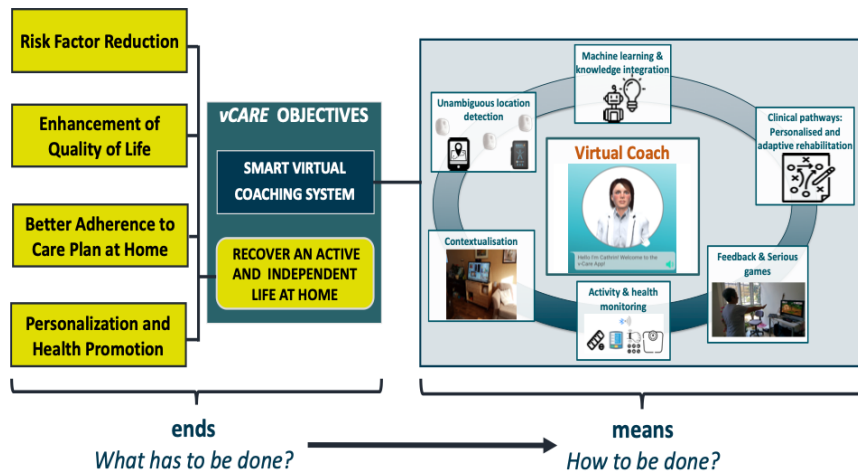 Risk Factor Reduction
Enhancement of
Quality of Life
Better Adherence to
Care Plan at Home
Personalization and
Health Promotion
vCARE OBJECTIVES
SMART VIRTUAL
COACHING SYSTEM
RECOVER AN ACTIVE
AND INDEPENDENT
LIFE AT HOME
Machine learning &
knowledge integration
Unambiguous location
detection
Clinical pathways:
Personalised and
adaptive rehabilitation
Virtual Coach
Hello I'm Cathein! Welcome to the
vCare App!
Contextualisation
Feedback & Serious
games
Activity & health
monitoring
ends
What has to be done?
means
How to be done?